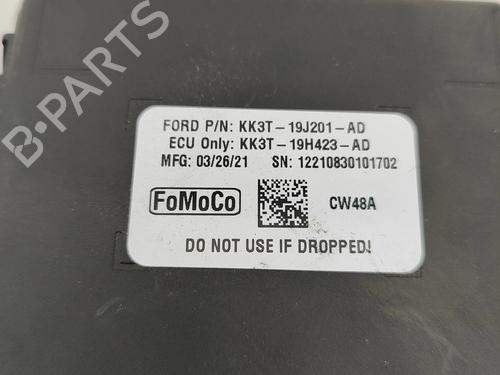 FORD P/N: KK3T-19J201-AD
ECU Only: KK3T-19H423-AD
MFG: 03/26/21 SN: 12210830101702
FoMoCo CW48A
DO NOT USE IF DROPPED!
B-PARTS